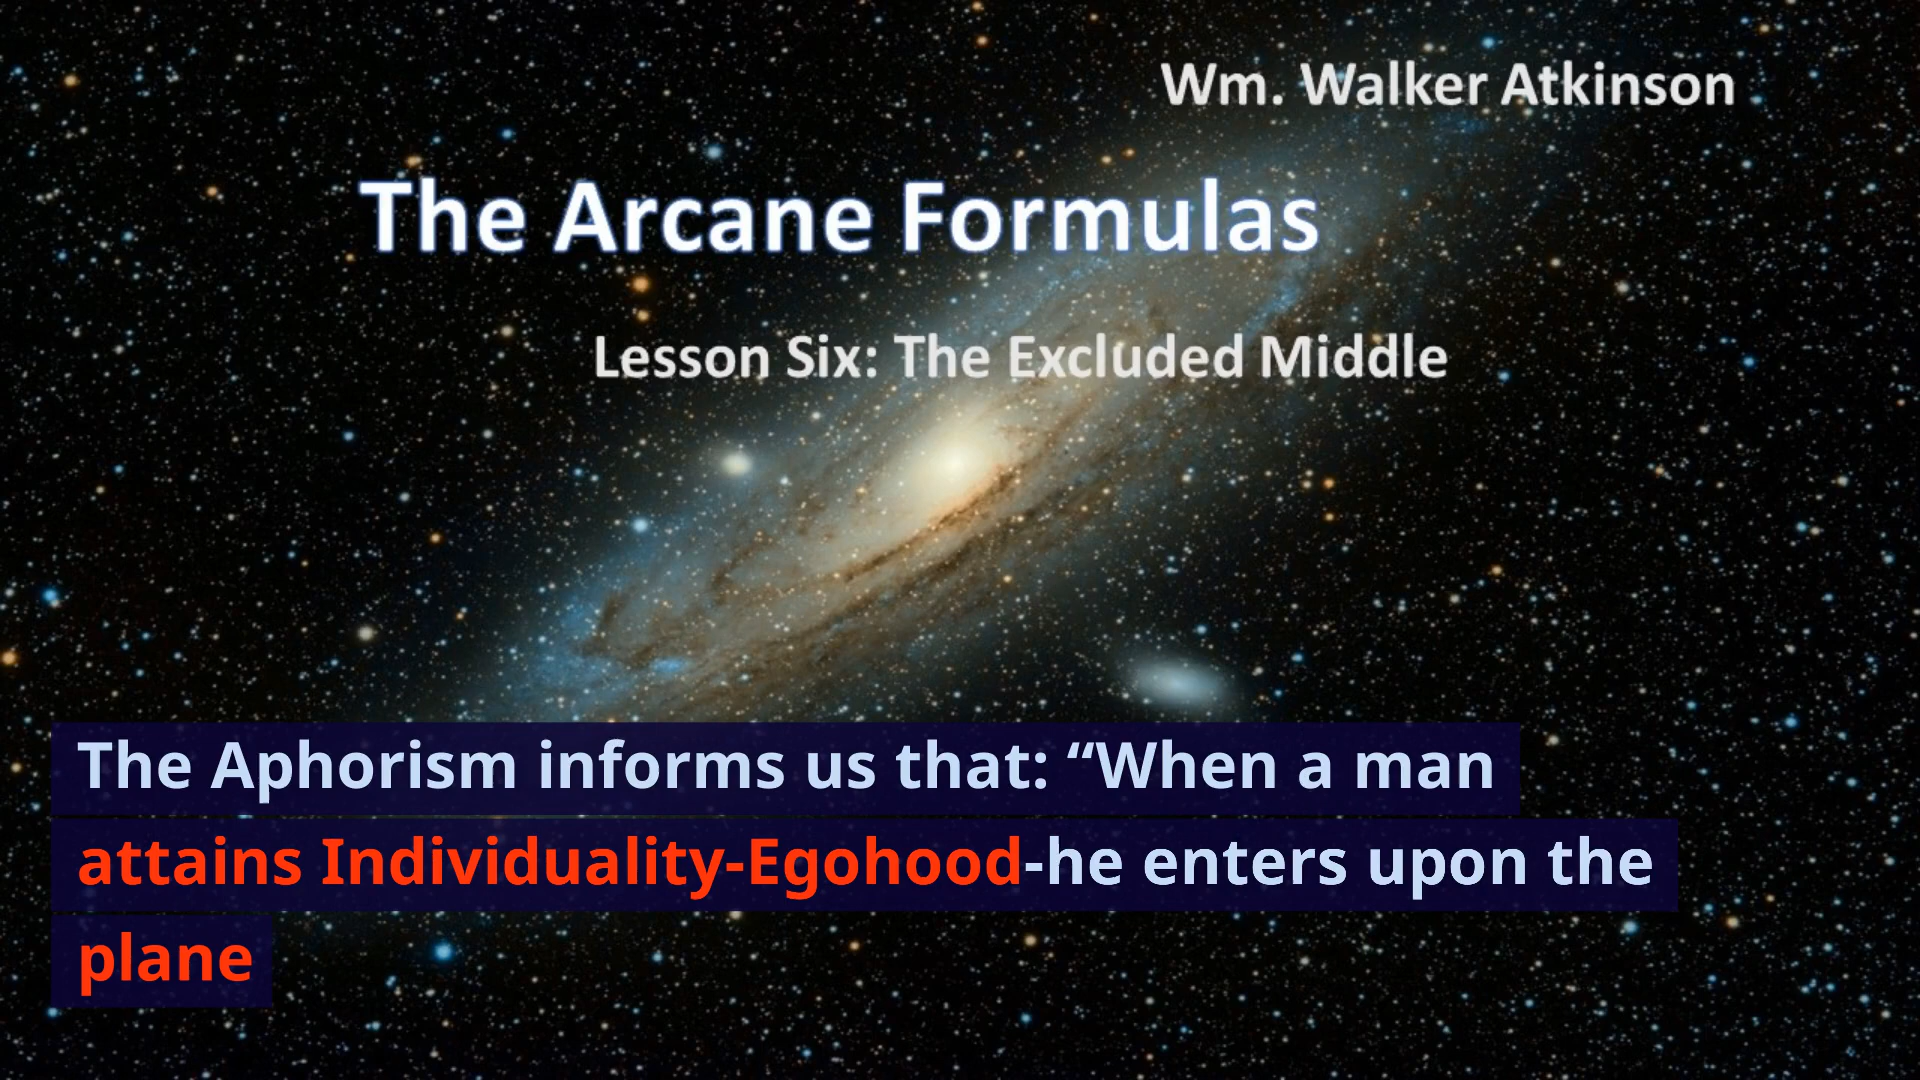 Wm. Walker Atkinson
The Arcane Formulas
Lesson Six: The Excluded Middle
The Aphorism informs us that: “When a man
attains Individuality-Egohood-he enters upon the
plane